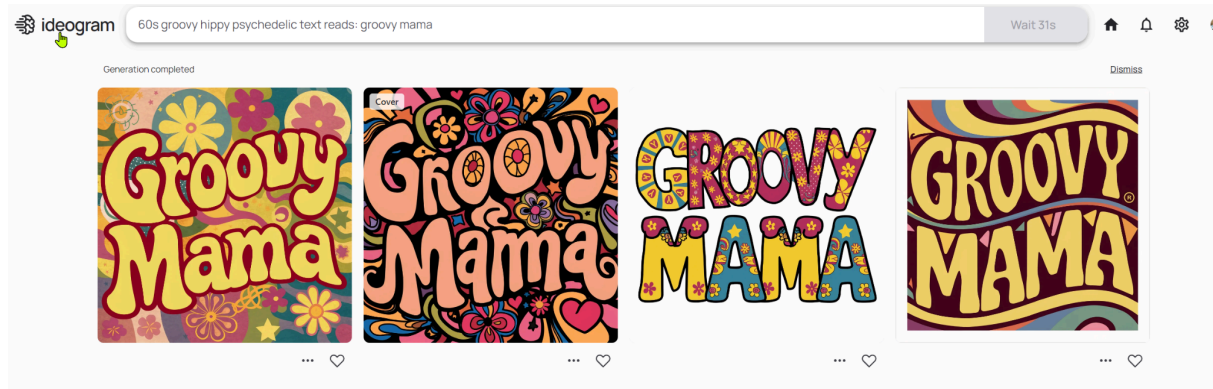 ideogram
60s groovy hippy psychedelic text reads: groovy mama
Wait 31s
Generation completed
Dismiss
Groovy
Mama
Cover
Groovy
Mama
GROOVY
MAMA
GROOVY
®
MAMA